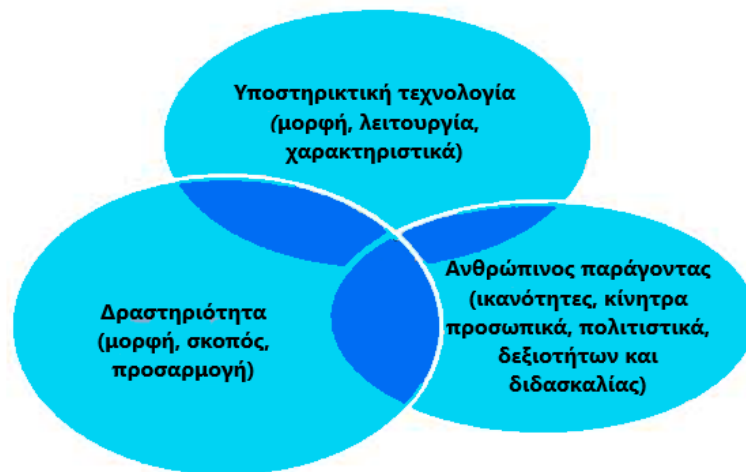 Υποστηρικτική τεχνολογία
(μορφή, λειτουργία,
χαρακτηριστικά)
Δραστηριότητα
(μορφή, σκοπός,
προσαρμογή)
Ανθρώπινος παράγοντας
(ικανότητες, κίνητρα
προσωπικά, πολιτιστικά,
δεξιοτήτων και
διδασκαλίας)